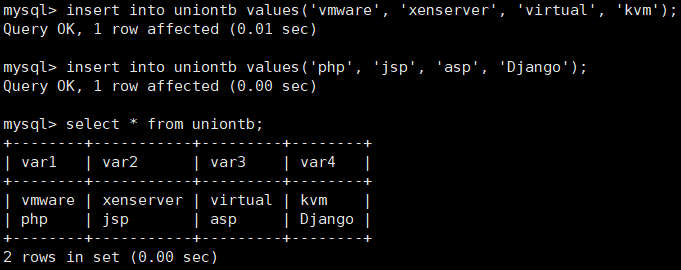 mysql> insert into uniontb values('vmware', 'xenserver', 'virtual', 'kvm');
Query OK, 1 row affected (0.01 sec)
mysql> insert into uniontb values('php', 'jsp', 'asp', 'Django');
Query OK, 1 row affected (0.00 sec)
mysql> select * from uniontb;
+--------+-----------+---------+--------+
| var1   | var2      | var3    | var4   |
+--------+-----------+---------+--------+
| vmware | xenserver | virtual | kvm    |
| php    | jsp       | asp     | Django |
+--------+-----------+---------+--------+
2 rows in set (0.00 sec)